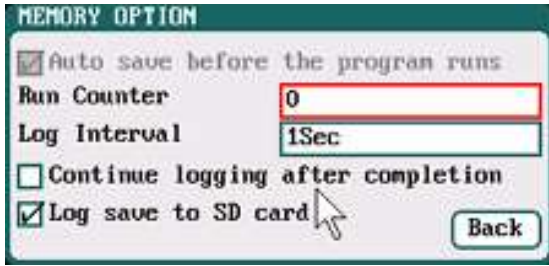 MEMORY OPTION
Auto save before the program runs
Run Counter 0
Log Interval 1Sec
Continue logging after completion
Log save to SD card
Back